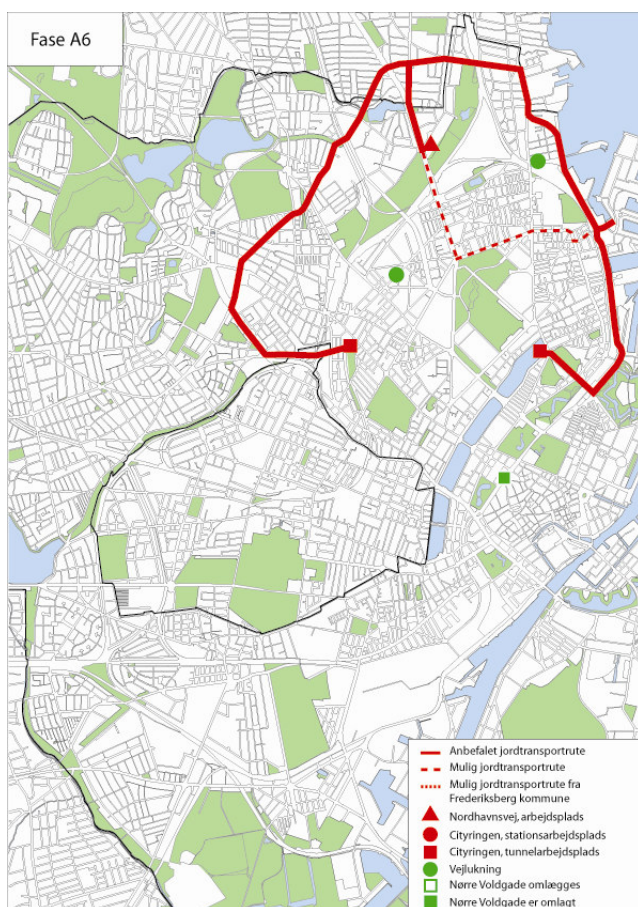 Fase A6
Anbefalet jordtransportrute
Mulig jordtransportrute
Mulig jordtransportrute fra
Frederiksberg kommune
Nordhavnsvej, arbejdsplads
Cityringen, stationsarbejdsplads
Cityringen, tunnelarbejdsplads
Vejlukning
Nørre Voldgade omlægges
Nørre Voldgade er omlagt